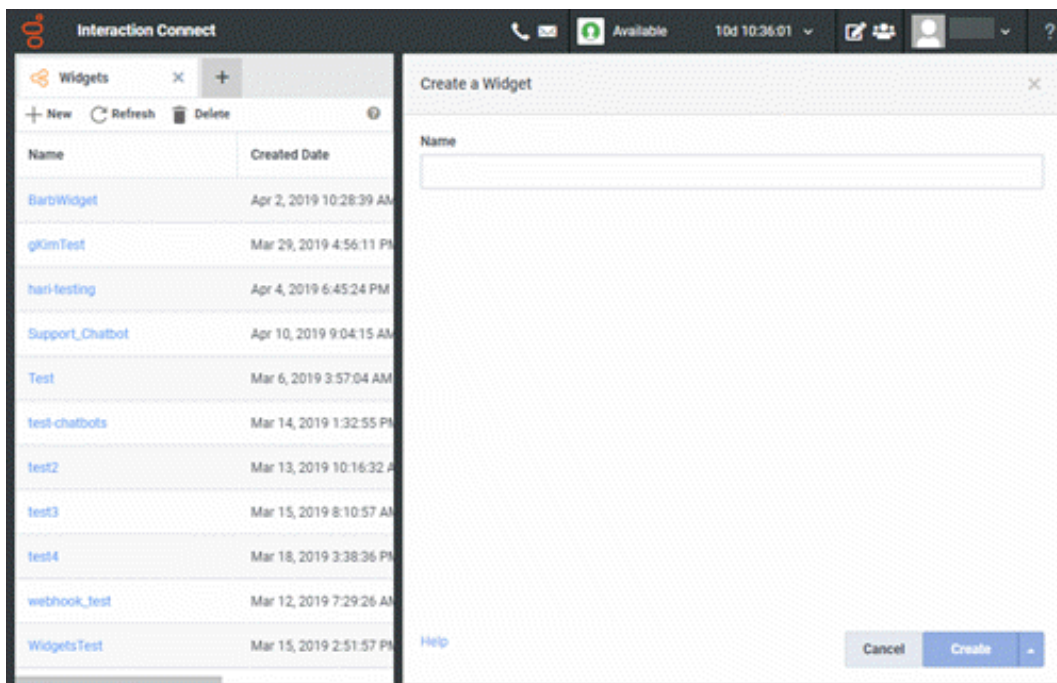 Interaction Connect
Available 10d 10:36:01 ?
Widgets × +
Create a Widget ×
+ New Refresh Delete ?
Name
Name Created Date
BarbWidget Apr 2, 2019 10:28:39 AM
gKimTest Mar 29, 2019 4:56:11 PM
hari-testing Apr 4, 2019 6:45:24 PM
Support_Chatbot Apr 10, 2019 9:04:15 AM
Test Mar 6, 2019 3:57:04 AM
test-chatbots Mar 14, 2019 1:32:55 PM
test2 Mar 13, 2019 10:16:32 A
test3 Mar 15, 2019 8:10:57 AM
test4 Mar 18, 2019 3:38:36 PM
webhook_test Mar 12, 2019 7:29:26 AM
WidgetsTest Mar 15, 2019 2:51:57 PM
Help
Cancel Create